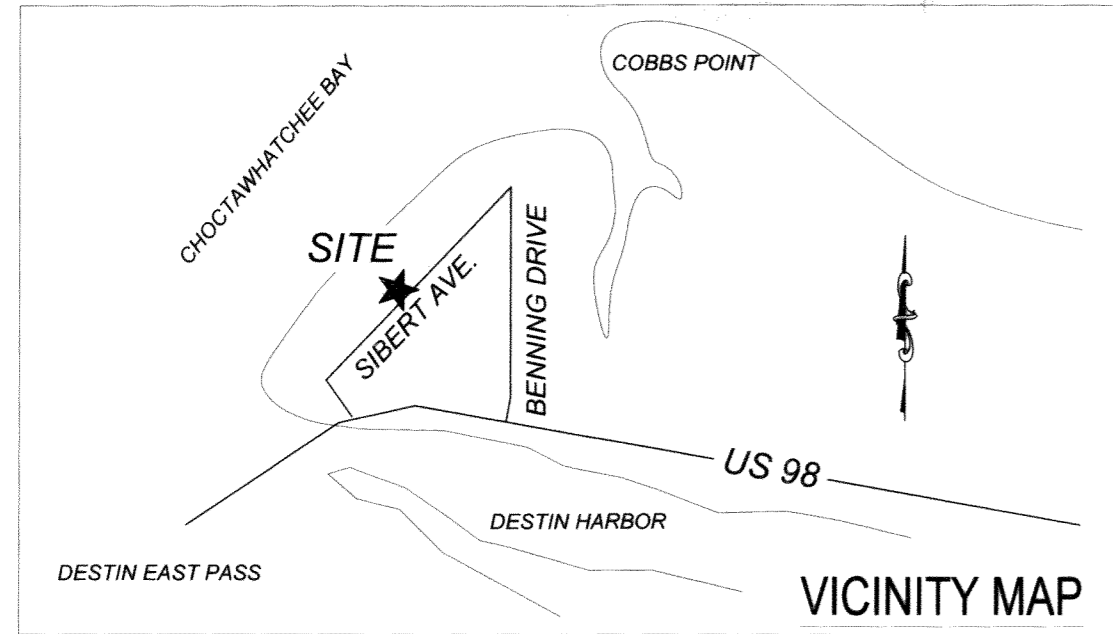 COBBS POINT
CHOCTAWHATCHEE BAY
SITE
SIBERT AVE.
BENNING DRIVE
US 98
DESTIN HARBOR
DESTIN EAST PASS
VICINITY MAP